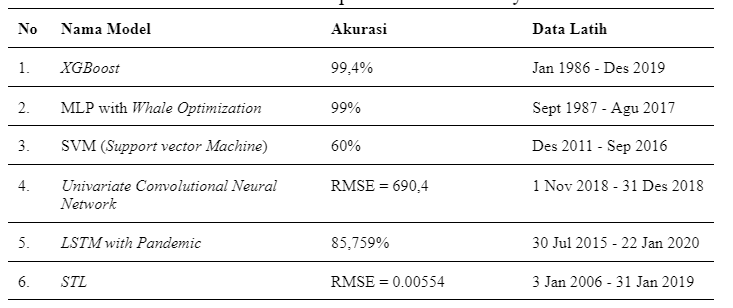 No Nama Model Akurasi Data Latih
1. XGBoost 99,4% Jan 1986 - Des 2019
2. MLP with Whale Optimization 99% Sept 1987 - Agu 2017
3. SVM (Support vector Machine) 60% Des 2011 - Sep 2016
4. Univariate Convolutional Neural RMSE = 690,4 1 Nov 2018 - 31 Des 2018
Network
5. LSTM with Pandemic 85,759% 30 Jul 2015 - 22 Jan 2020
6. STL RMSE = 0.00554 3 Jan 2006 - 31 Jan 2019